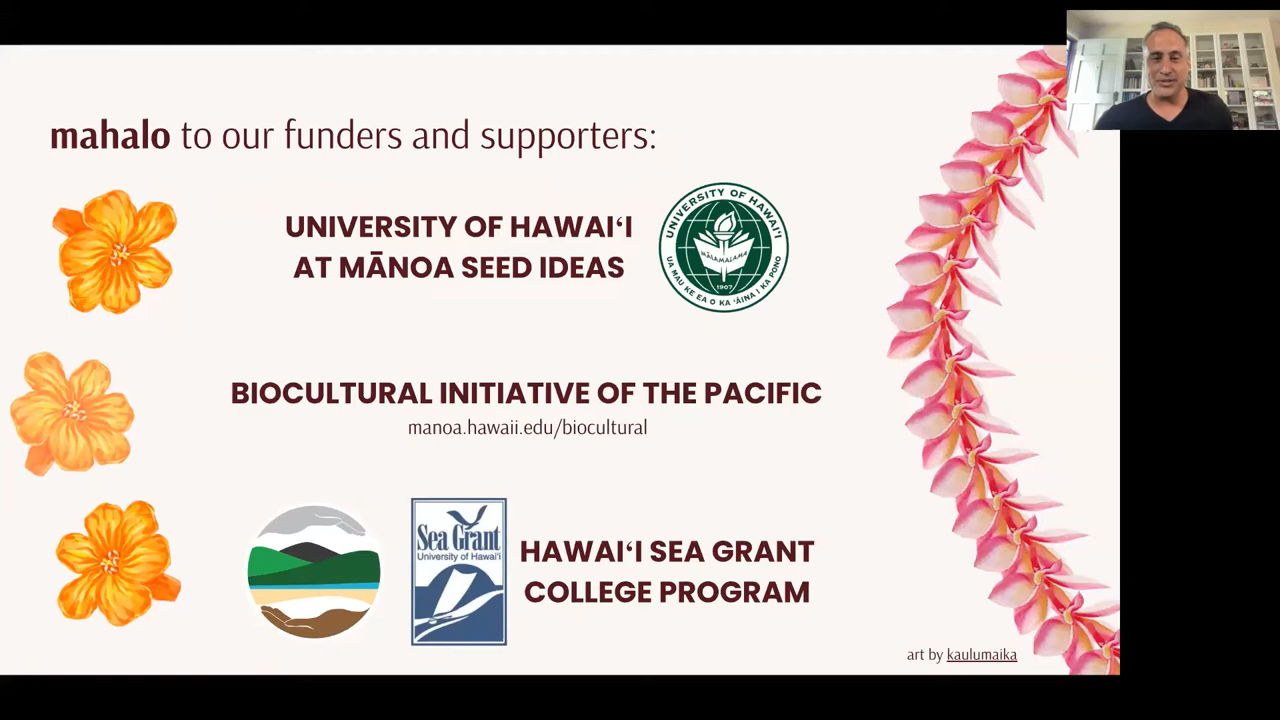 mahalo to our funders and supporters:
UNIVERSITY OF HAWAIʻI
AT MĀNOA SEED IDEAS
UNIVERSITY OF HAWAIʻI
MĀLAMALAMA
1907
UA MAU KE EA O KA ʻĀINA I KA PONO
BIOCULTURAL INITIATIVE OF THE PACIFIC
manoa.hawaii.edu/biocultural
Sea Grant
University of Hawaiʻi
HAWAIʻI SEA GRANT
COLLEGE PROGRAM
art by kaulumaika